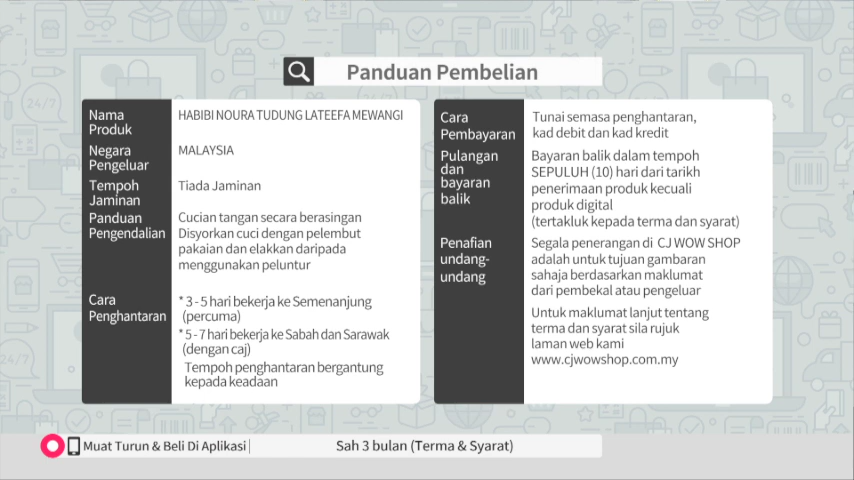 Panduan Pembelian
Nama
Produk
HABIBI NOURA TUDUNG LATEEFA MEWANGI
Negara
Pengeluar
MALAYSIA
Tempoh
Jaminan
Tiada Jaminan
Panduan
Pengendalian
Cucian tangan secara berasingan
Disyorkan cuci dengan pelembut
pakaian dan elakkan daripada
menggunakan peluntur
Cara
Penghantaran
* 3 - 5 hari bekerja ke Semenanjung
(percuma)
* 5 - 7 hari bekerja ke Sabah dan Sarawak
(dengan caj)
Tempoh penghantaran bergantung
kepada keadaan
Cara
Pembayaran
Tunai semasa penghantaran,
kad debit dan kad kredit
Pulangan
dan
bayaran
balik
Bayaran balik dalam tempoh
SEPULUH (10) hari dari tarikh
penerimaan produk kecuali
produk digital
(tertakluk kepada terma dan syarat)
Penafian
undang-
undang
Segala penerangan di CJ WOW SHOP
adalah untuk tujuan gambaran
sahaja berdasarkan maklumat
dari pembekal atau pengeluar
Untuk maklumat lanjut tentang
terma dan syarat sila rujuk
laman web kami
www.cjwowshop.com.my
Muat Turun & Beli Di Aplikasi
Sah 3 bulan (Terma & Syarat)
24/7
24/7